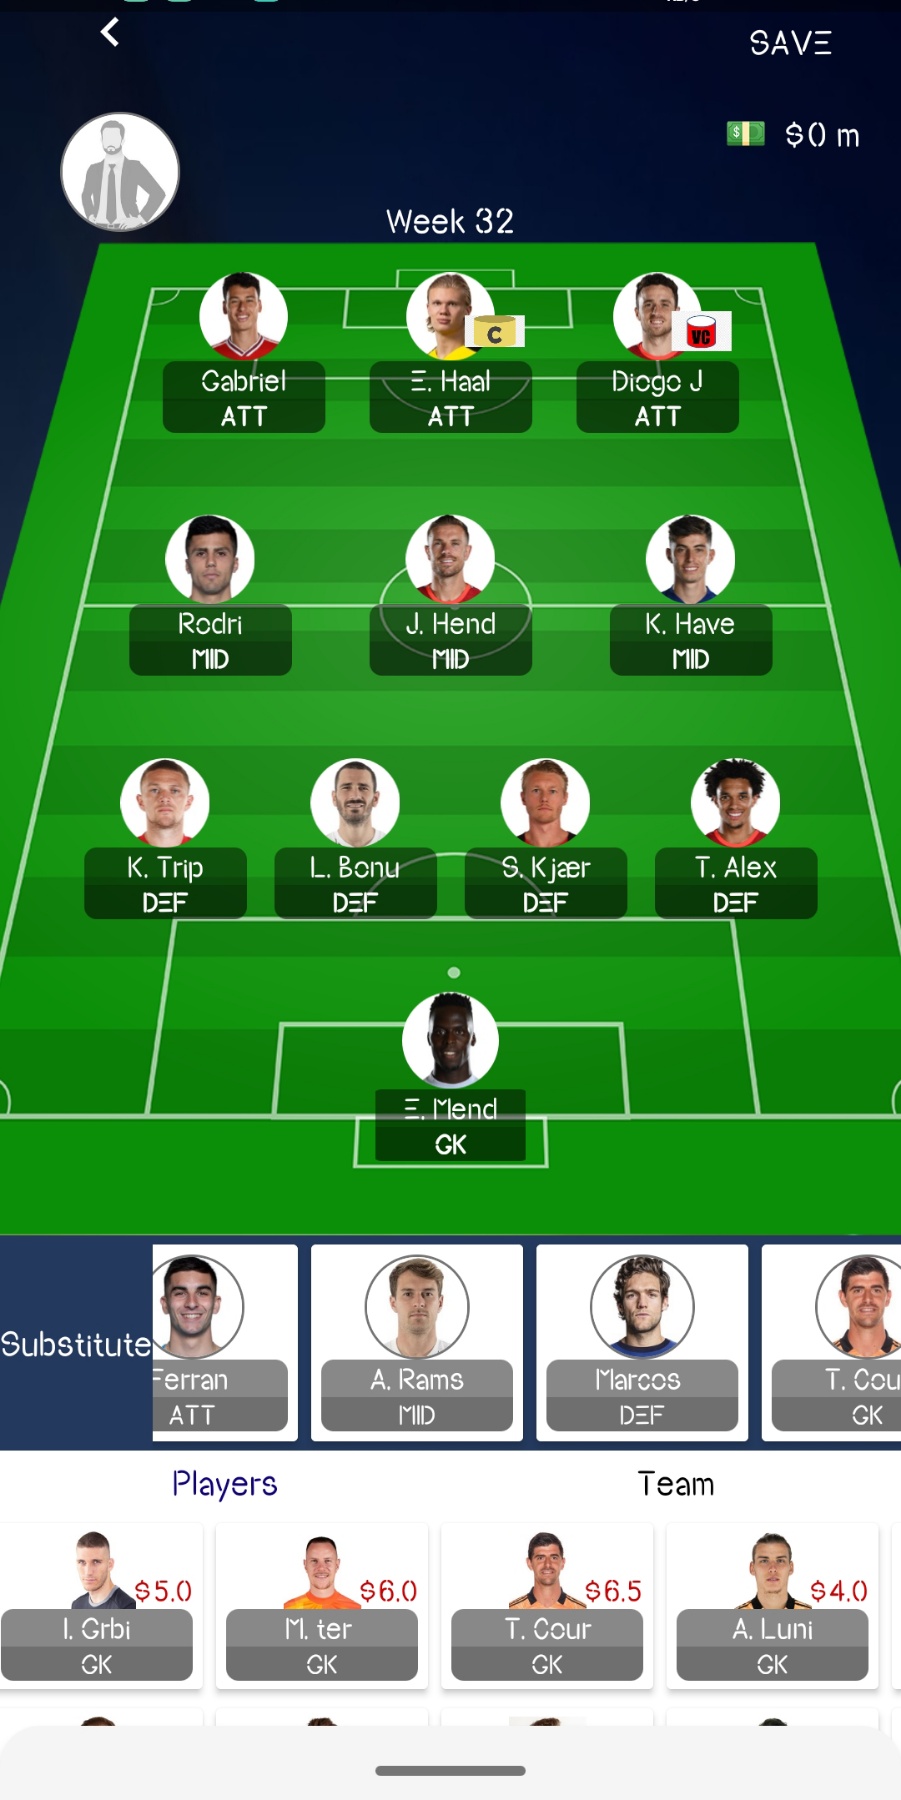 SAVE
$0 m
Week 32
Gabriel
ATT
E. Haal
ATT
C
Diogo J
ATT
VC
Rodri
MID
J. Hend
MID
K. Have
MID
K. Trip
DEF
L. Bonu
DEF
S. Kjær
DEF
T. Alex
DEF
E. Mend
GK
Substitute
Ferran
ATT
A. Rams
MID
Marcos
DEF
T. Cou
GK
Players
Team
$5.0
I. Grbi
GK
$6.0
M. ter
GK
$6.5
T. Cour
GK
$4.0
A. Luni
GK